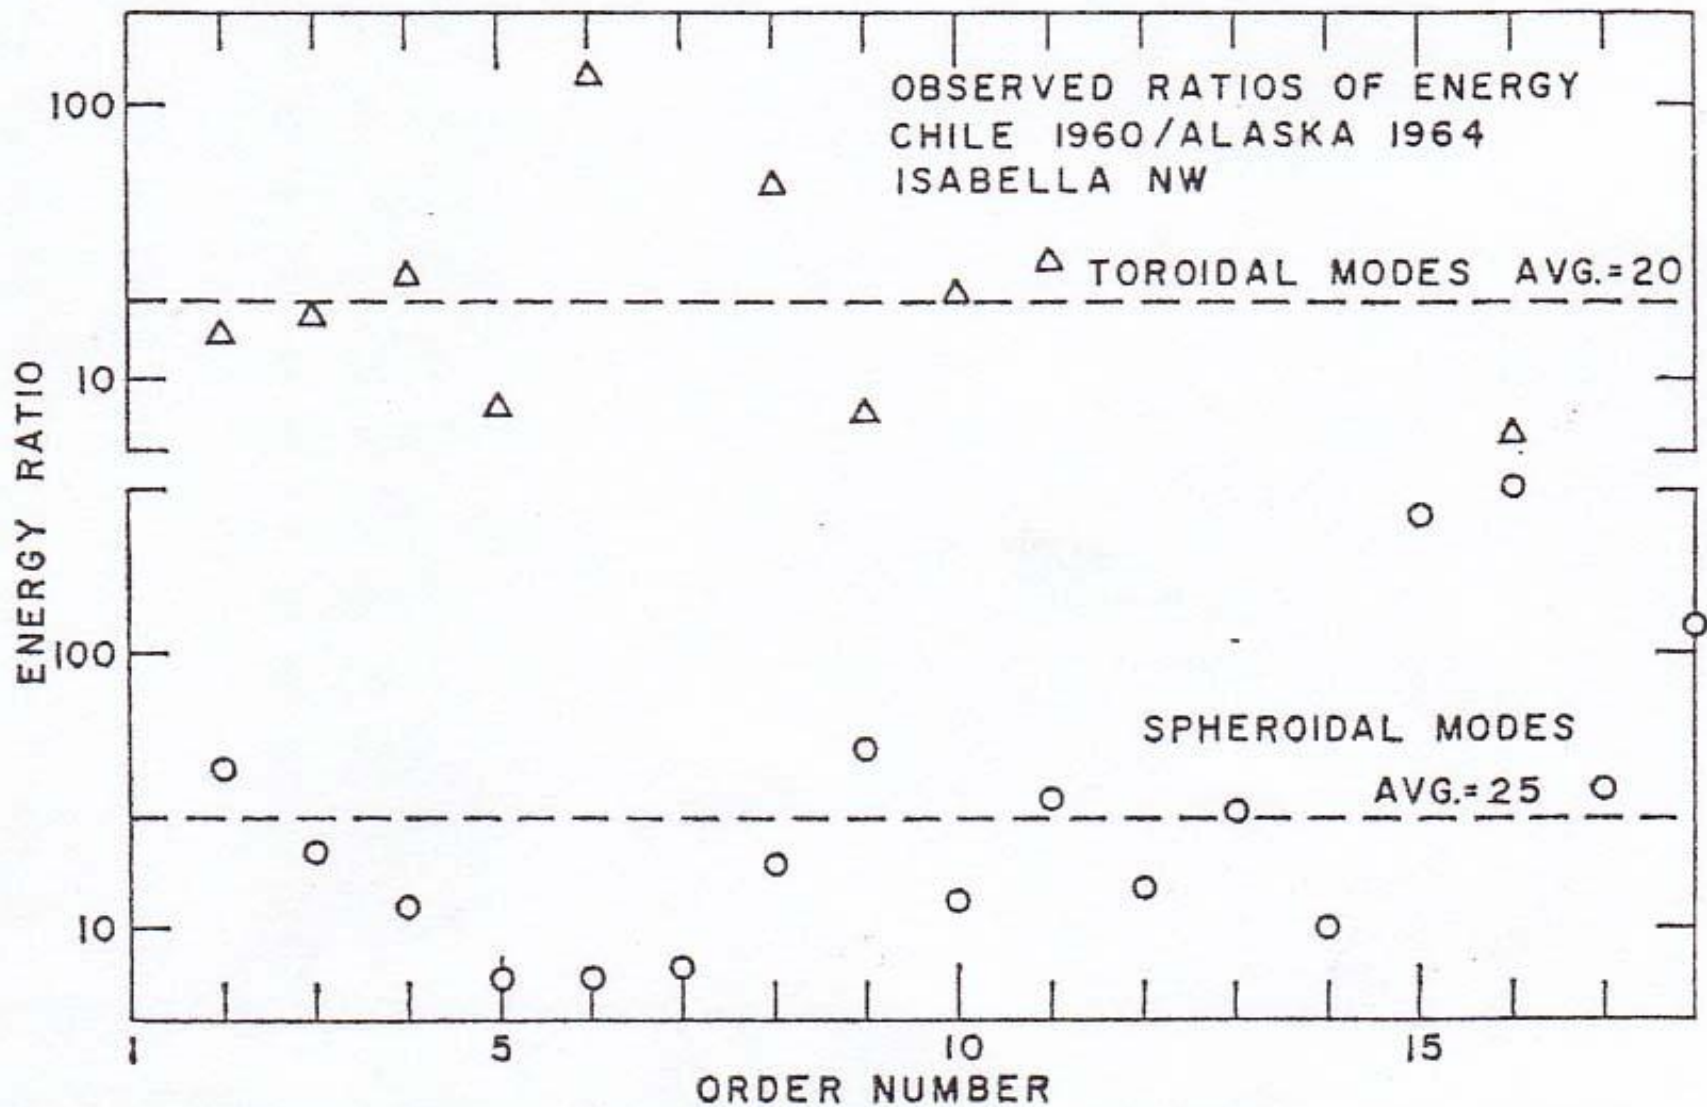 100
OBSERVED RATIOS OF ENERGY
CHILE 1960/ALASKA 1964
ISABELLA NW
TOROIDAL MODES AVG.=20
10
ENERGY RATIO
100
SPHEROIDAL MODES
AVG.=25
10
1 5 10 15
ORDER NUMBER